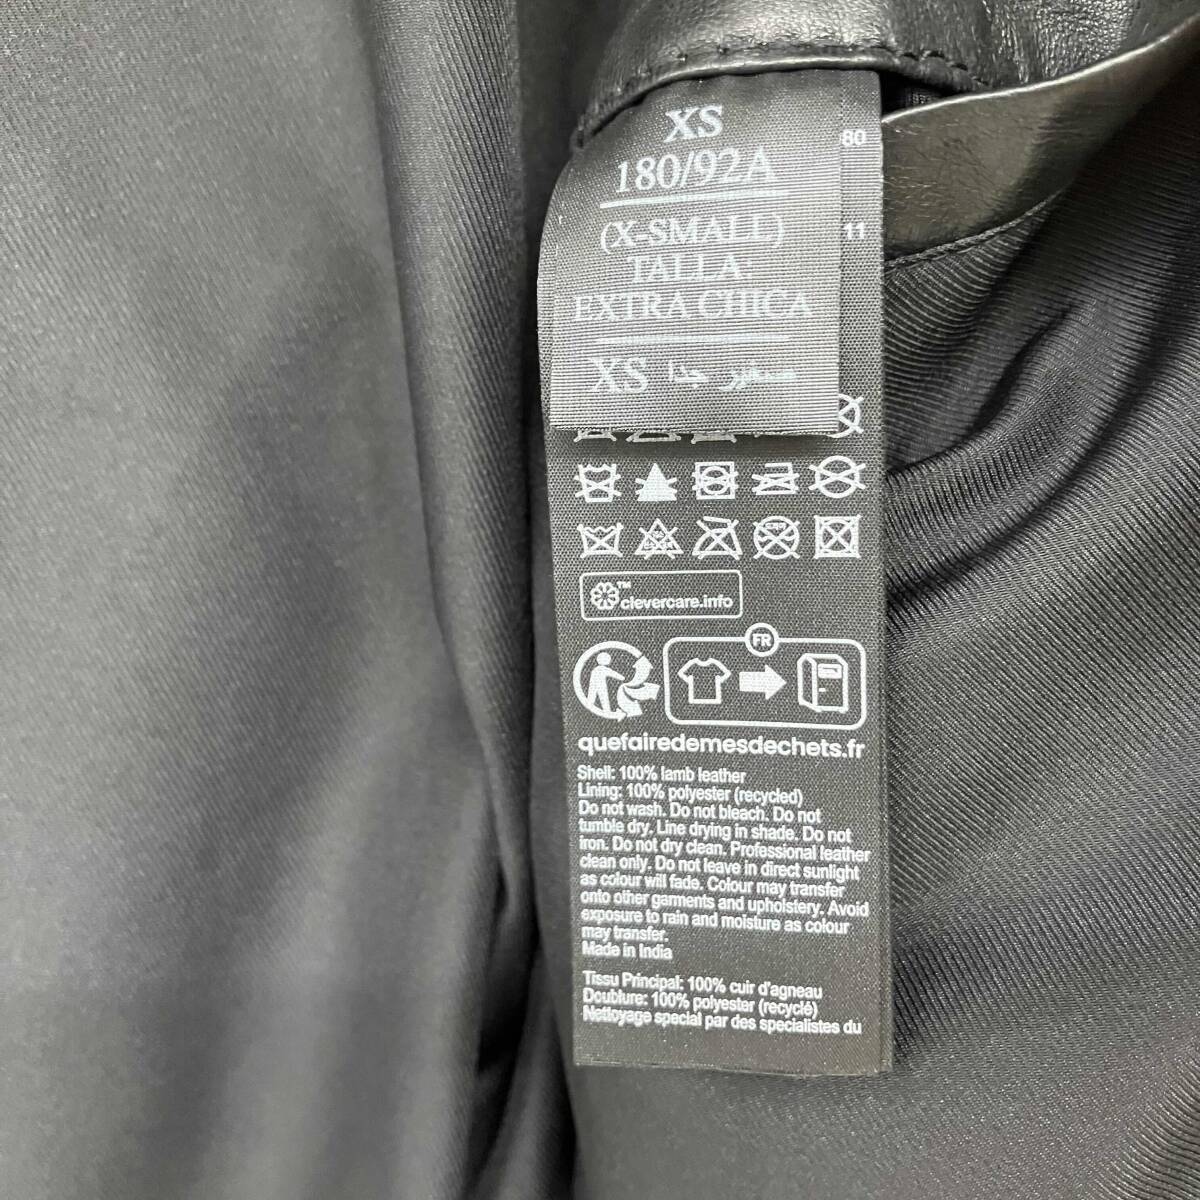 XS
180/92A
(X-SMALL)
TALLA
EXTRA CHICA
XS صغير جدا
80
11
TM
clevercare.info
FR
quefairedemesdechets.fr
Shell: 100% lamb leather
Lining: 100% polyester (recycled)
Do not wash. Do not bleach. Do not
tumble dry. Line drying in shade. Do not
iron. Do not dry clean. Professional leather
clean only. Do not leave in direct sunlight
as colour will fade. Colour may transfer
onto other garments and upholstery. Avoid
exposure to rain and moisture as colour
may transfer.
Made in India
Tissu Principal: 100% cuir d'agneau
Doublure: 100% polyester (recyclé)
Nettoyage special par des specialistes du